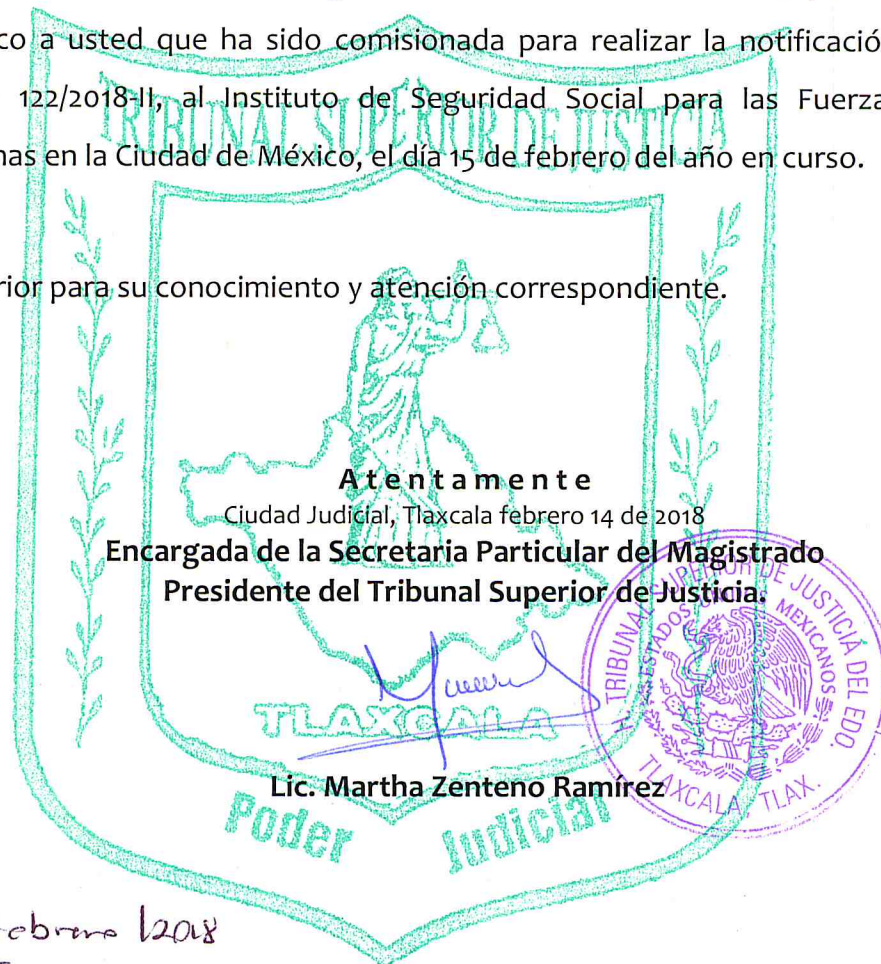 co a usted que ha sido comisionada para realizar la notificació
122/2018-II, al Instituto de Seguridad Social para las Fuerza
nas en la Ciudad de México, el día 15 de febrero del año en curso.
TRIBUNAL SUPERIOR DE JUSTICIA
rior para su conocimiento y atención correspondiente.
A t e n t a m e n t e
Ciudad Judicial, Tlaxcala febrero 14 de 2018
Encargada de la Secretaria Particular del Magistrado
Presidente del Tribunal Superior de Justicia.
TRIBUNAL SUPERIOR DE JUSTICIA DEL EDO.
ESTADOS UNIDOS MEXICANOS
TLAXCALA, TLAX.
TLAXCALA
Lic. Martha Zenteno Ramírez
Poder Judicial
ebrero 12018